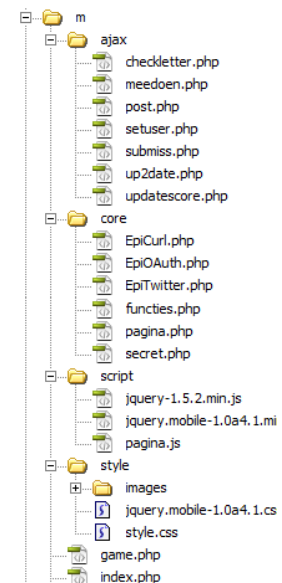 m
ajax
checkletter.php
meedoen.php
post.php
setuser.php
submiss.php
up2date.php
updatescore.php
core
EpiCurl.php
EpiOAuth.php
EpiTwitter.php
functies.php
pagina.php
secret.php
script
jquery-1.5.2.min.js
jquery.mobile-1.0a4.1.mi
pagina.js
style
images
jquery.mobile-1.0a4.1.cs
style.css
game.php
index.php